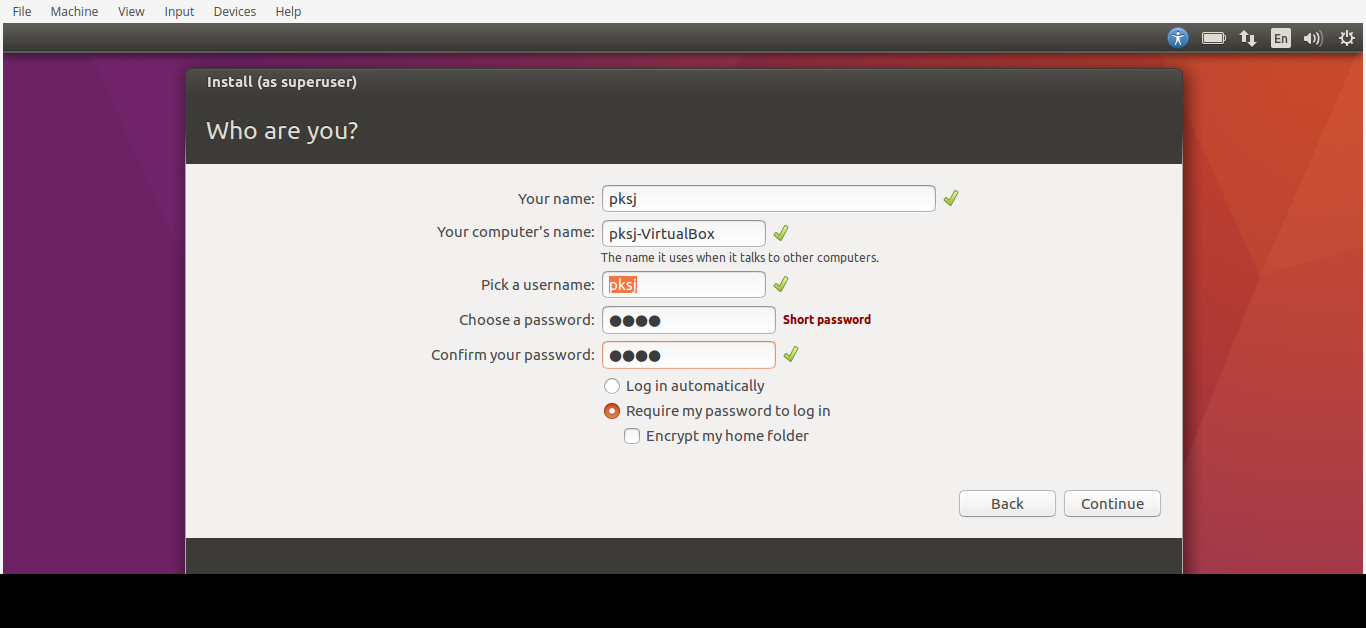 File Machine View Input Devices Help
En
Install (as superuser)
Who are you?
Your name: pksj
Your computer's name: pksj-VirtualBox
The name it uses when it talks to other computers.
Pick a username: pksj
Choose a password: ●●●● Short password
Confirm your password: ●●●●
Log in automatically
Require my password to log in
Encrypt my home folder
Back Continue